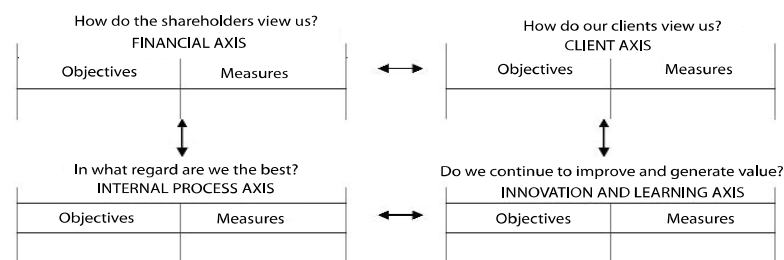 How do the shareholders view us?
FINANCIAL AXIS
Objectives Measures
How do our clients view us?
CLIENT AXIS
Objectives Measures
In what regard are we the best?
INTERNAL PROCESS AXIS
Objectives Measures
Do we continue to improve and generate value?
INNOVATION AND LEARNING AXIS
Objectives Measures